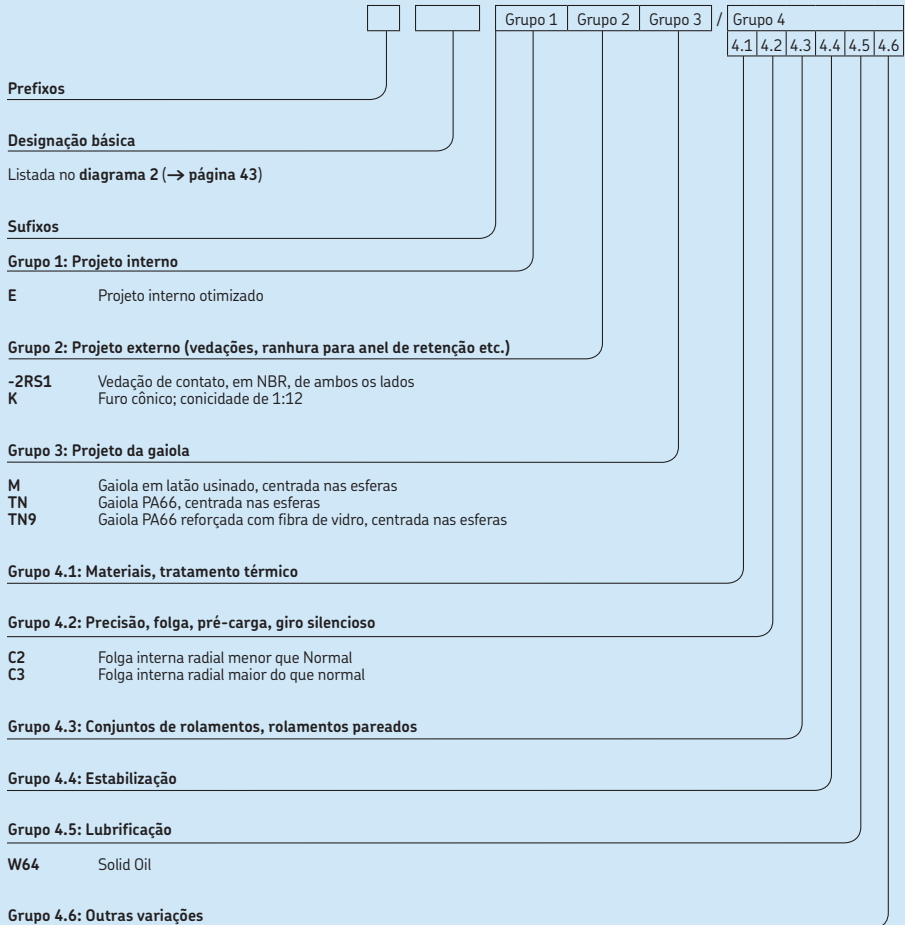 Grupo 1 Grupo 2 Grupo 3 / Grupo 4
4.1 4.2 4.3 4.4 4.5 4.6
Prefixos
Designação básica
Listada no diagrama 2 (→ página 43)
Sufixos
Grupo 1: Projeto interno
E Projeto interno otimizado
Grupo 2: Projeto externo (vedações, ranhura para anel de retenção etc.)
-2RS1 Vedação de contato, em NBR, de ambos os lados
K Furo cônico; conicidade de 1:12
Grupo 3: Projeto da gaiola
M Gaiola em latão usinado, centrada nas esferas
TN Gaiola PA66, centrada nas esferas
TN9 Gaiola PA66 reforçada com fibra de vidro, centrada nas esferas
Grupo 4.1: Materiais, tratamento térmico
Grupo 4.2: Precisão, folga, pré-carga, giro silencioso
C2 Folga interna radial menor que Normal
C3 Folga interna radial maior do que normal
Grupo 4.3: Conjuntos de rolamentos, rolamentos pareados
Grupo 4.4: Estabilização
Grupo 4.5: Lubrificação
W64 Solid Oil
Grupo 4.6: Outras variações